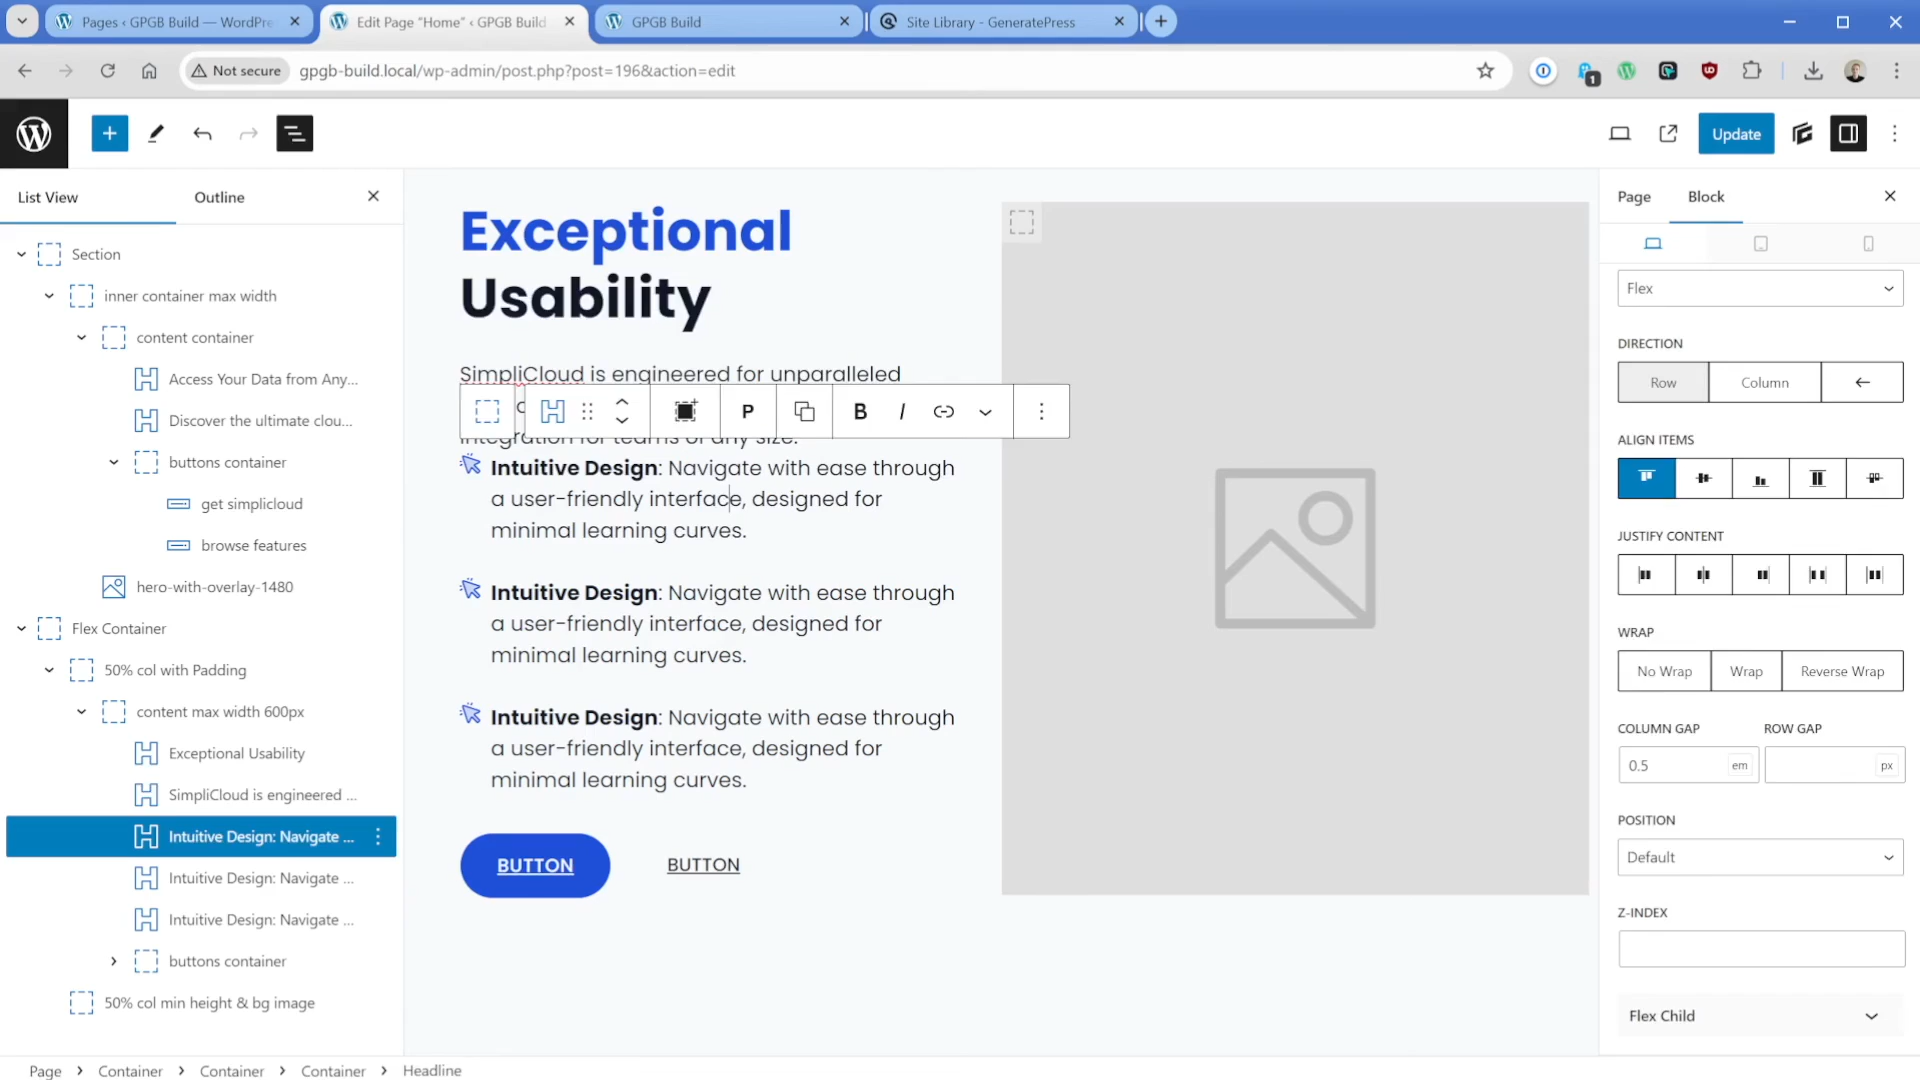 Pages ‹ GPGB Build — WordPre
Edit Page “Home” ‹ GPGB Build
GPGB Build
Site Library - GeneratePress
Not secure
gpgb-build.local/wp-admin/post.php?post=196&action=edit
1
Update
List View
Outline
Page
Block
Section
inner container max width
content container
Access Your Data from Any...
Discover the ultimate clou...
buttons container
get simplicloud
browse features
hero-with-overlay-1480
Flex Container
50% col with Padding
content max width 600px
Exceptional Usability
SimpliCloud is engineered ...
Intuitive Design: Navigate ...
Intuitive Design: Navigate ...
Intuitive Design: Navigate ...
buttons container
50% col min height & bg image
Exceptional
Usability
SimpliCloud is engineered for unparalleled
integration for teams of any size.
P
B
I
Intuitive Design: Navigate with ease through
a user-friendly interface, designed for
minimal learning curves.
Intuitive Design: Navigate with ease through
a user-friendly interface, designed for
minimal learning curves.
Intuitive Design: Navigate with ease through
a user-friendly interface, designed for
minimal learning curves.
BUTTON
BUTTON
Flex
DIRECTION
Row
Column
ALIGN ITEMS
JUSTIFY CONTENT
WRAP
No Wrap
Wrap
Reverse Wrap
COLUMN GAP
ROW GAP
0.5
em
px
POSITION
Default
Z-INDEX
Flex Child
Page
Container
Container
Container
Headline